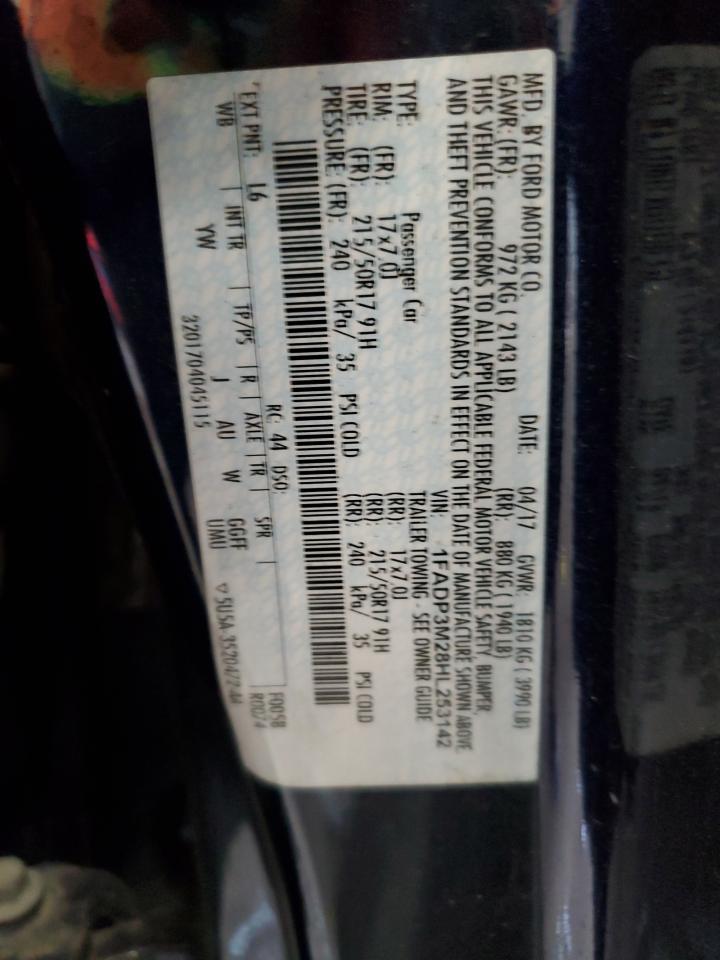 MFD. BY FORD MOTOR CO.
DATE: 04/17 GVWR: 1810 KG ( 3990 LB)
GAWR: (FR): 972 KG ( 2143 LB) (RR): 880 KG ( 1940 LB)
THIS VEHICLE CONFORMS TO ALL APPLICABLE FEDERAL MOTOR VEHICLE SAFETY, BUMPER,
AND THEFT PREVENTION STANDARDS IN EFFECT ON THE DATE OF MANUFACTURE SHOWN ABOVE.
VIN: 1FADP3M28HL253142
TYPE: Passenger Car TRAILER TOWING - SEE OWNER GUIDE
RIM: (FR): 17x7.0J (RR): 17x7.0J
TIRE: (FR): 215/50R17 91H (RR): 215/50R17 91H
PRESSURE: (FR): 240 kPa/ 35 PSI COLD (RR): 240 kPa/ 35 PSI COLD
F0058
RC: 44 DSO: R0074
EXT PNT: L6
WB INT TR TP/PS R AXLE TR SPR
YW J AU W GGFF
UMU
3201704045115